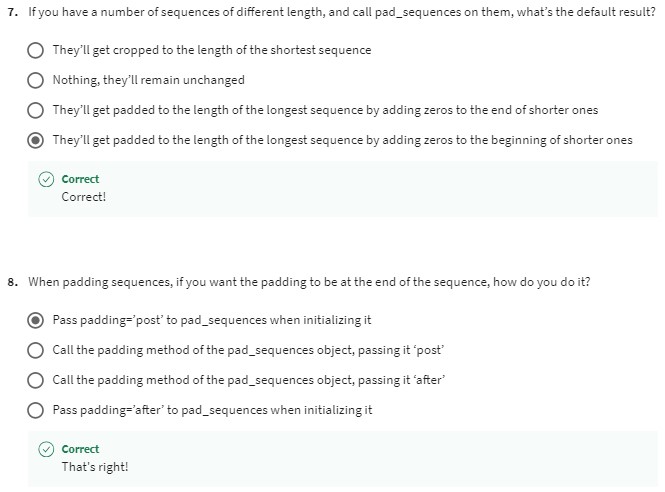 7. If you have a number of sequences of different length, and call pad_sequences on them, what's the default result?
They'll get cropped to the length of the shortest sequence
Nothing, they'll remain unchanged
They'll get padded to the length of the longest sequence by adding zeros to the end of shorter ones
They'll get padded to the length of the longest sequence by adding zeros to the beginning of shorter ones
Correct
Correct!
8. When padding sequences, if you want the padding to be at the end of the sequence, how do you do it?
Pass padding='post' to pad_sequences when initializing it
Call the padding method of the pad_sequences object, passing it 'post'
Call the padding method of the pad_sequences object, passing it 'after'
Pass padding='after' to pad_sequences when initializing it
Correct
That's right!